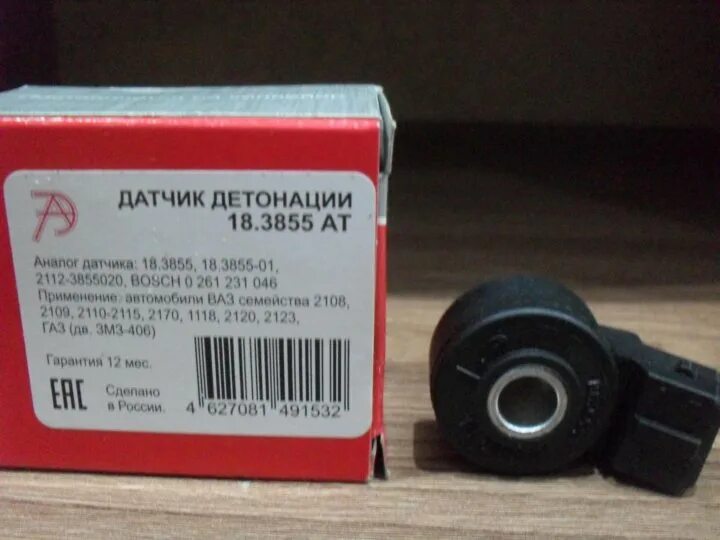 ДАТЧИК ДЕТОНАЦИИ
18.3855 АТ
Аналог датчика: 18.3855, 18.3855-01,
2112-3855020, BOSCH 0 261 231 046
Применение: автомобили ВАЗ семейства 2108,
2109, 2110-2115, 2170, 1118, 2120, 2123,
ГАЗ (дв. ЗМЗ-406)
Гарантия 12 мес.
EAC
Сделано
в России.
4 627081 491532